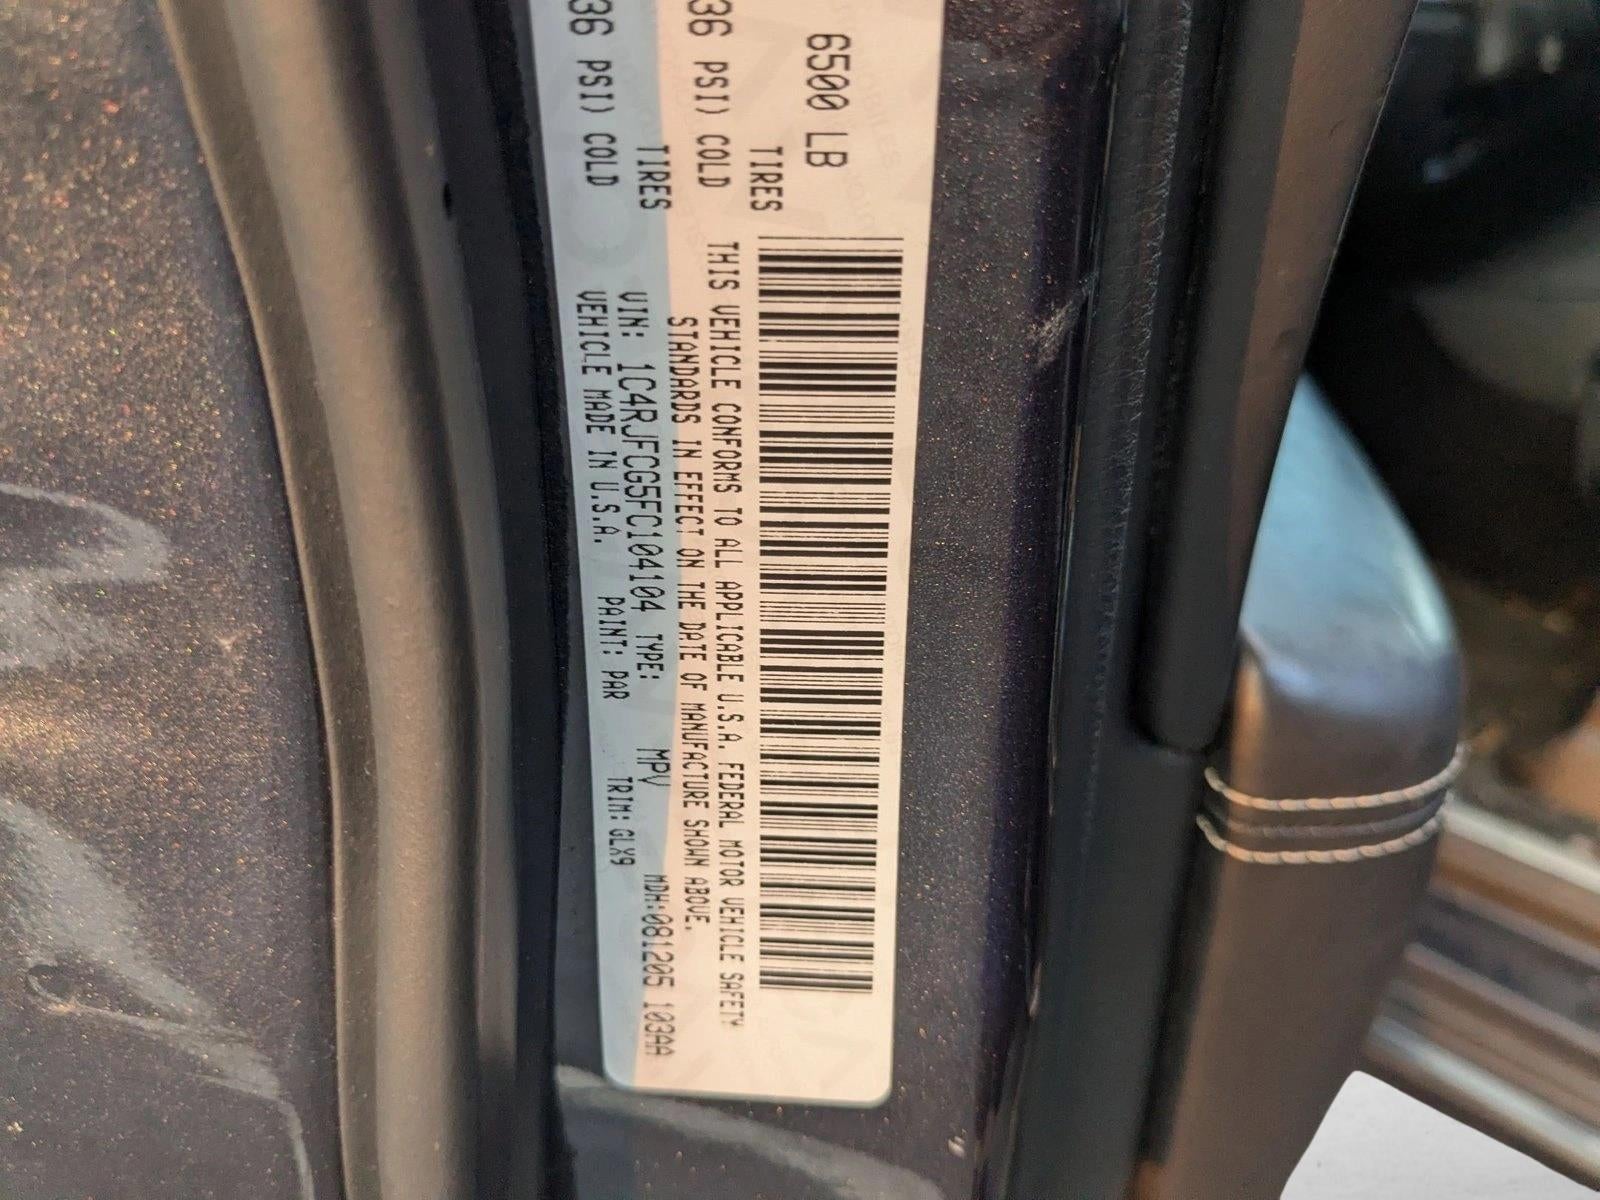 6500 LB
TIRES
36 PSI) COLD
TIRES
36 PSI) COLD
THIS VEHICLE CONFORMS TO ALL APPLICABLE U.S.A. FEDERAL MOTOR VEHICLE SAFETY
STANDARDS IN EFFECT ON THE DATE OF MANUFACTURE SHOWN ABOVE.
VIN: 1C4RJFCG5FC104104 TYPE: MPV MDH:081205 103AA
VEHICLE MADE IN U.S.A. PAINT: PAR TRIM: GLX9